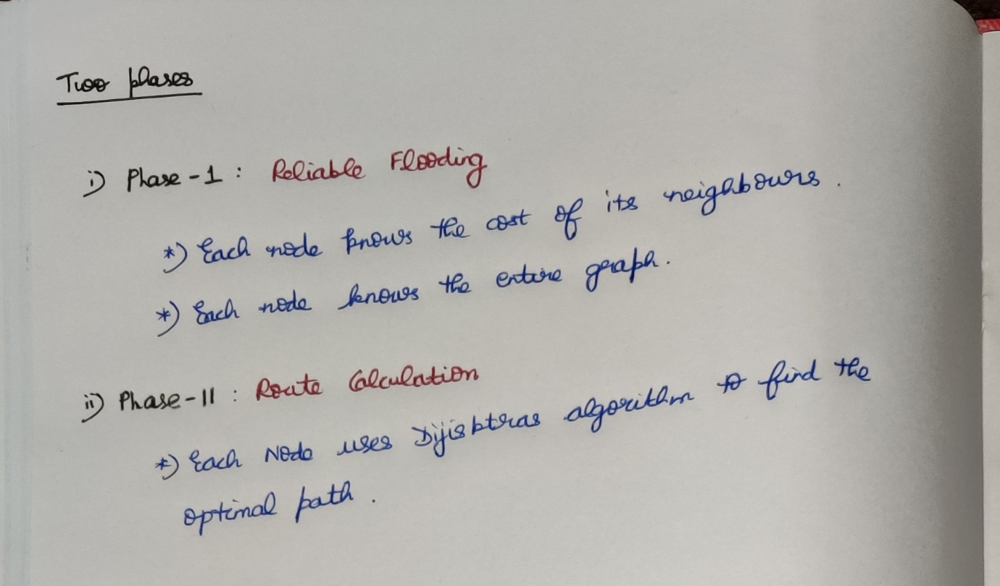 Two phases
i) Phase-1 : Reliable Flooding
*) Each node knows the cost of its neighbours.
*) Each node knows the entire graph.
ii) Phase-II : Route Calculation
*) Each Node uses Dijisktras algorithm to find the
optimal path.